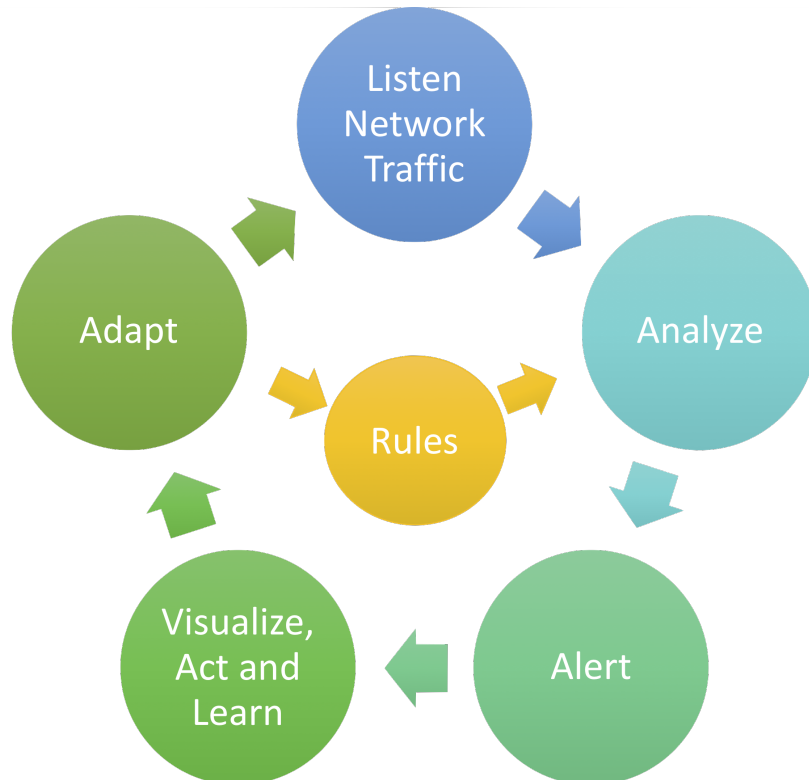 Listen
Network
Traffic
Adapt
Analyze
Rules
Visualize,
Act and
Learn
Alert